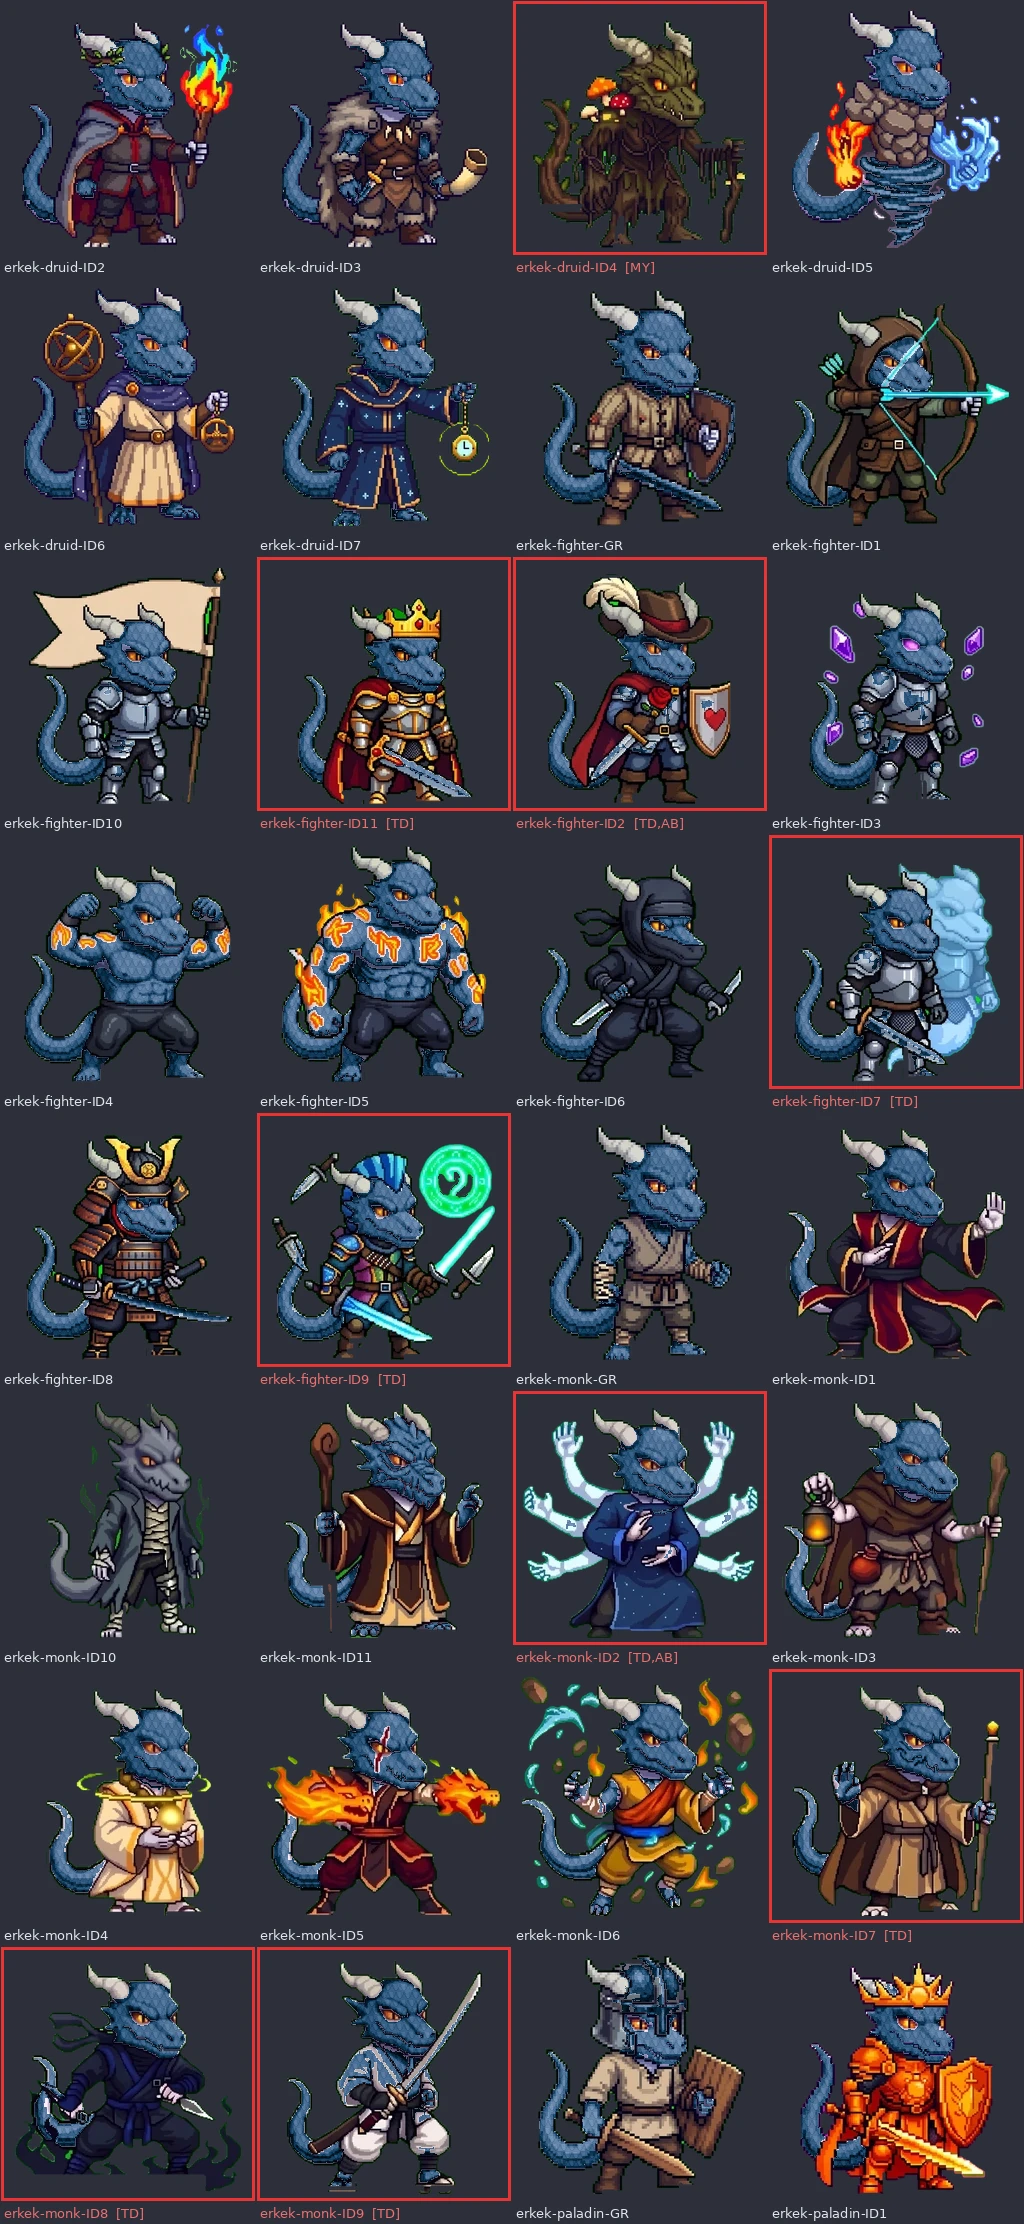 erkek-druid-ID2
erkek-druid-ID3
erkek-druid-ID4 [MY]
erkek-druid-ID5
erkek-druid-ID6
erkek-druid-ID7
erkek-fighter-GR
erkek-fighter-ID1
erkek-fighter-ID10
erkek-fighter-ID11 [TD]
erkek-fighter-ID2 [TD,AB]
erkek-fighter-ID3
erkek-fighter-ID4
erkek-fighter-ID5
erkek-fighter-ID6
erkek-fighter-ID7 [TD]
erkek-fighter-ID8
erkek-fighter-ID9 [TD]
erkek-monk-GR
erkek-monk-ID1
erkek-monk-ID10
erkek-monk-ID11
erkek-monk-ID2 [TD,AB]
erkek-monk-ID3
erkek-monk-ID4
erkek-monk-ID5
erkek-monk-ID6
erkek-monk-ID7 [TD]
erkek-monk-ID8 [TD]
erkek-monk-ID9 [TD]
erkek-paladin-GR
erkek-paladin-ID1